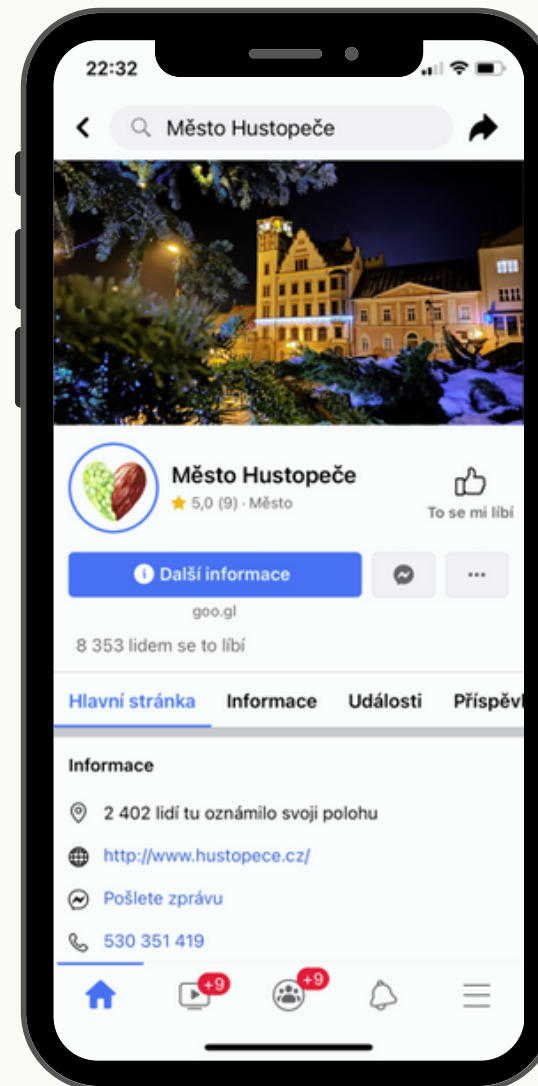 22:32
Město Hustopeče
Město Hustopeče
5,0 (9) · Město
To se mi líbí
Další informace
goo.gl
8 353 lidem se to líbí
Hlavní stránka Informace Události Příspěv
Informace
2 402 lidí tu oznámilo svoji polohu
http://www.hustopece.cz/
Pošlete zprávu
530 351 419
+9 +9